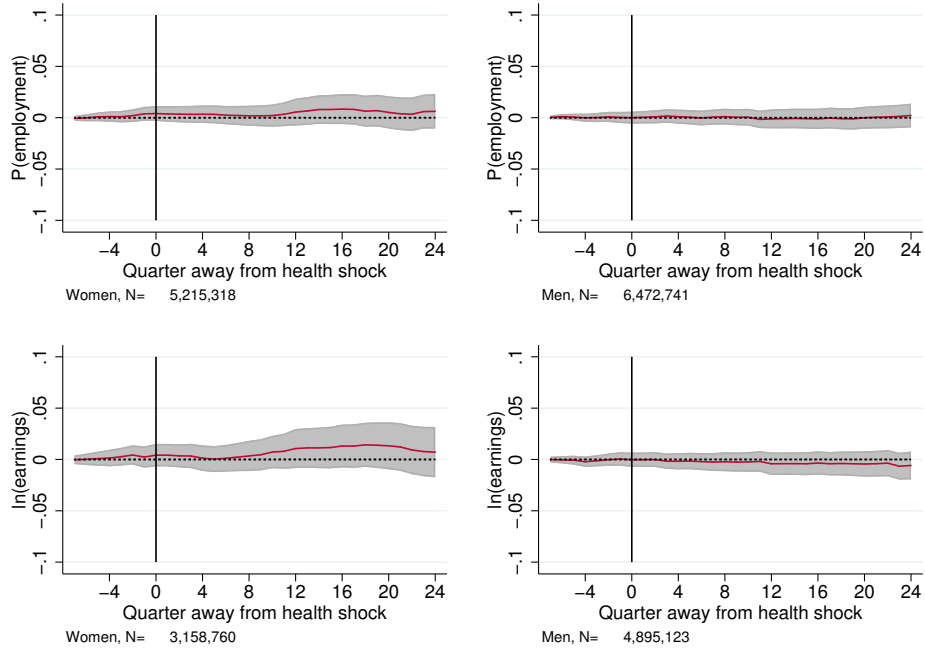 P(employment)
.1
.05
0
-.05
-.1
-4 0 4 8 12 16 20 24
Quarter away from health shock
Women, N= 5,215,318
P(employment)
.1
.05
0
-.05
-.1
-4 0 4 8 12 16 20 24
Quarter away from health shock
Men, N= 6,472,741
ln(earnings)
.1
.05
0
-.05
-.1
-4 0 4 8 12 16 20 24
Quarter away from health shock
Women, N= 3,158,760
ln(earnings)
.1
.05
0
-.05
-.1
-4 0 4 8 12 16 20 24
Quarter away from health shock
Men, N= 4,895,123